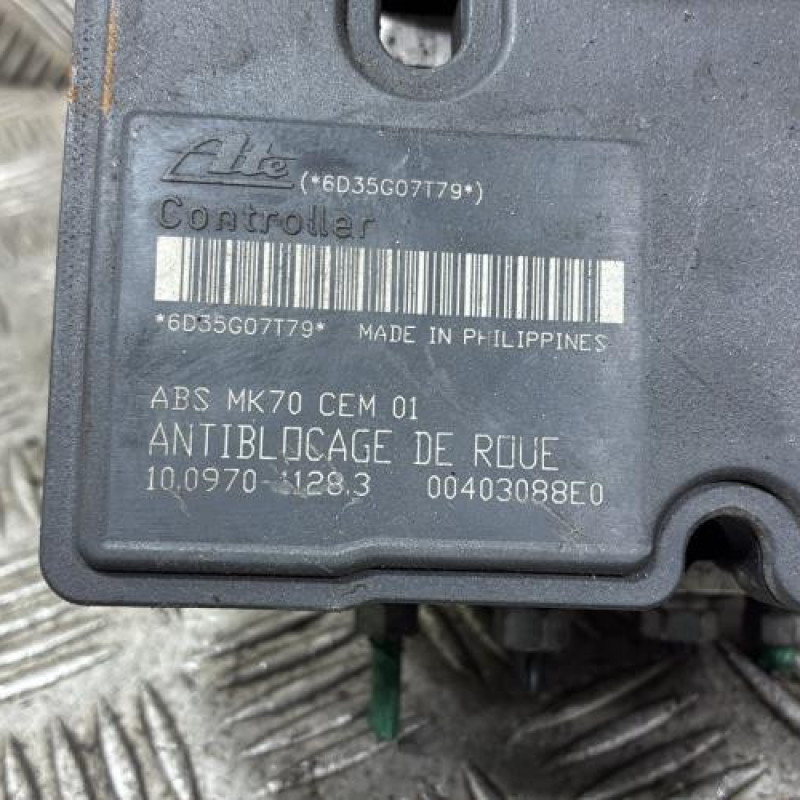 Ate (*6D35G07T79*)
Controller
*6D35G07T79* MADE IN PHILIPPINES
ABS MK70 CEM 01
ANTIBLOCAGE DE ROUE
10.0970-1128.3 00403088E0